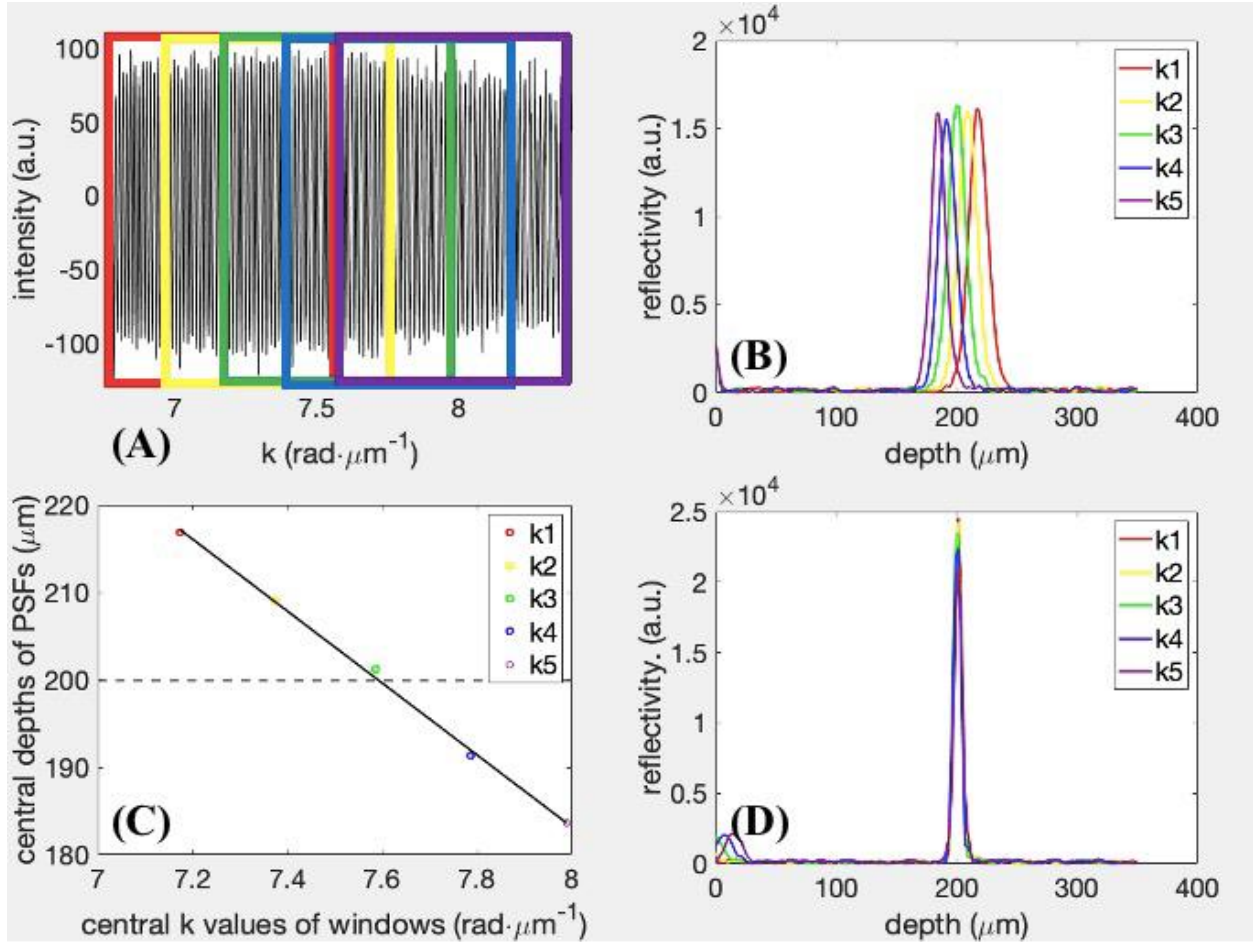 100
50
0
-50
-100
intensity (a.u.)
7
7.5
8
k (rad·μm⁻¹)
(A)
×10⁴
2
1.5
1
0.5
0
reflectivity (a.u.)
k1
k2
k3
k4
k5
(B)
0
100
200
300
400
depth (μm)
220
210
200
190
180
central depths of PSFs (μm)
k1
k2
k3
k4
k5
(C)
7
7.2
7.4
7.6
7.8
8
central k values of windows (rad·μm⁻¹)
×10⁴
2.5
2
1.5
1
0.5
0
reflectivity. (a.u.)
k1
k2
k3
k4
k5
(D)
0
100
200
300
400
depth (μm)